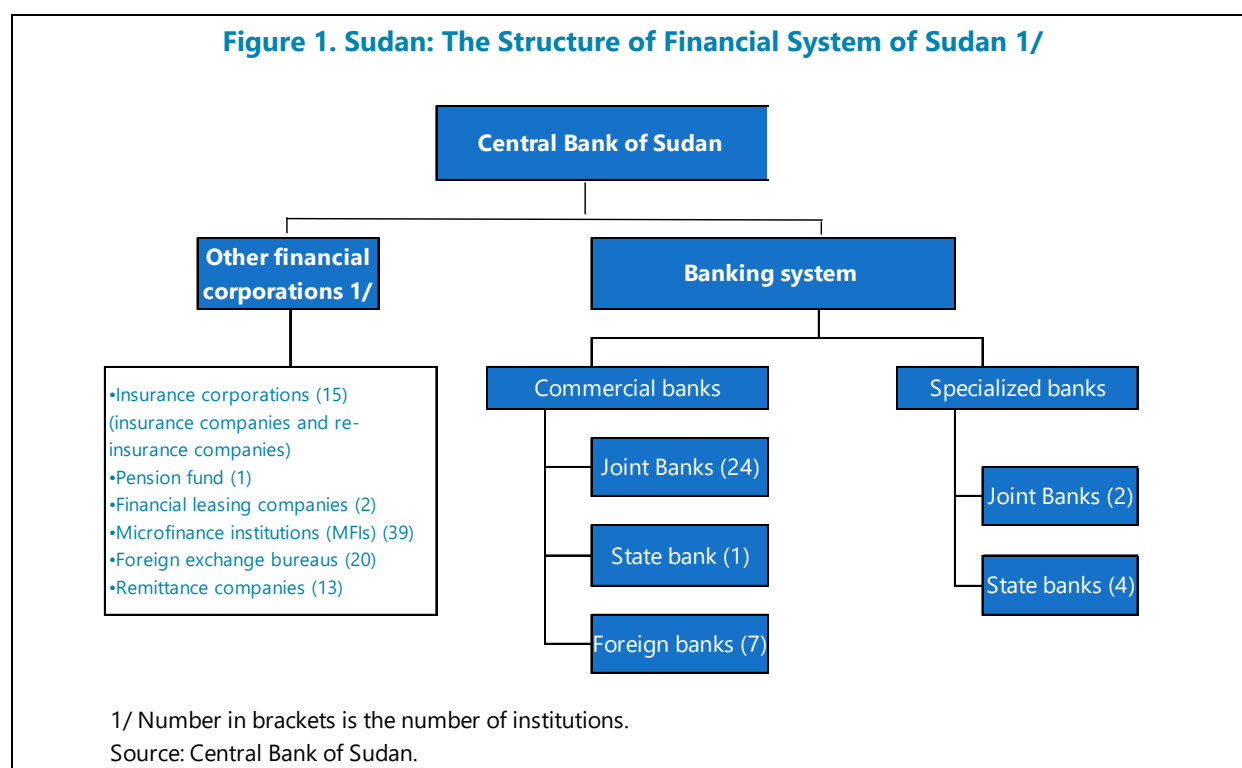 Figure 1. Sudan: The Structure of Financial System of Sudan 1/
Central Bank of Sudan
Other financial
corporations 1/
Banking system
•Insurance corporations (15)
(insurance companies and re-
insurance companies)
•Pension fund (1)
•Financial leasing companies (2)
•Microfinance institutions (MFIs) (39)
•Foreign exchange bureaus (20)
•Remittance companies (13)
Commercial banks
Joint Banks (24)
State bank (1)
Foreign banks (7)
Specialized banks
Joint Banks (2)
State banks (4)
1/ Number in brackets is the number of institutions.
Source: Central Bank of Sudan.